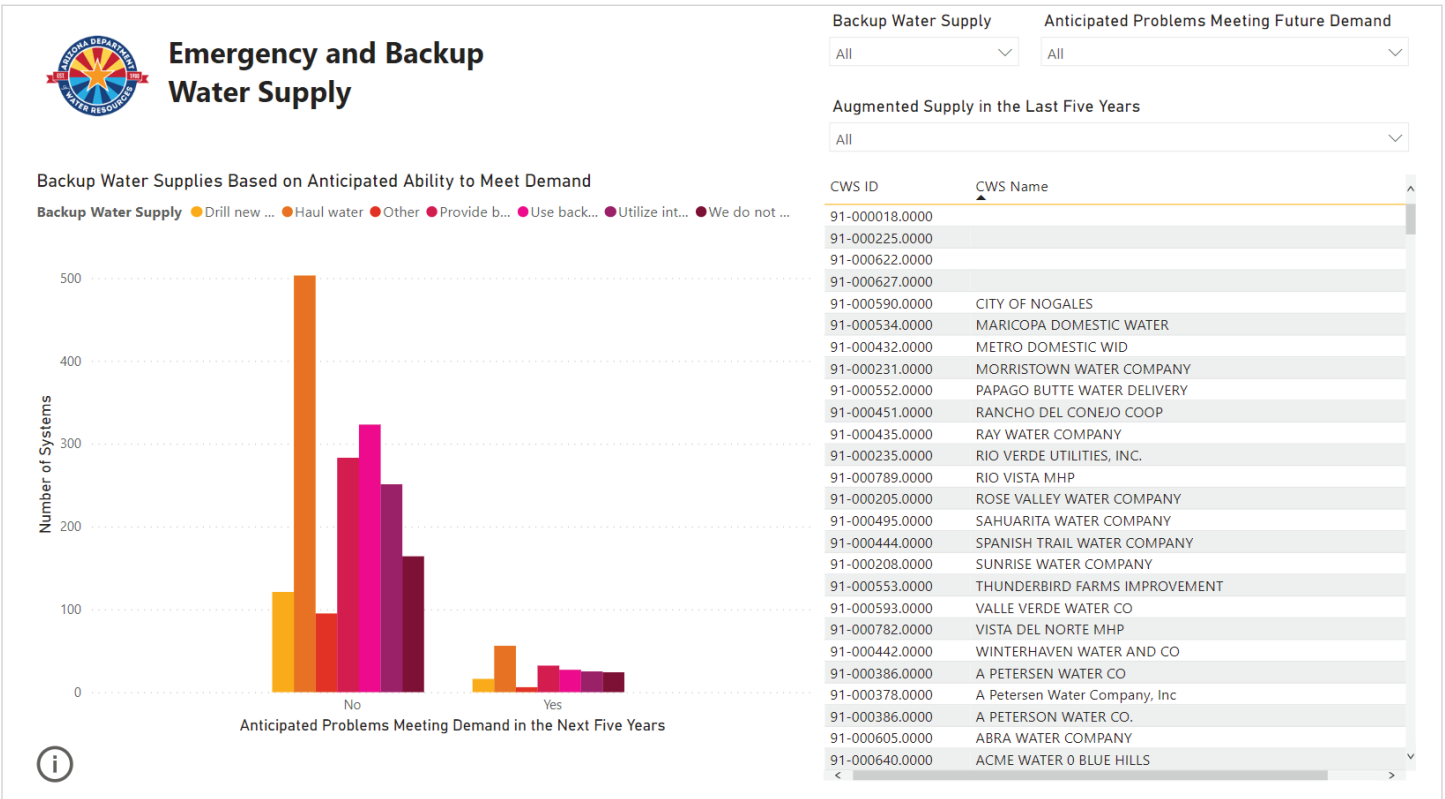 ARIZONA DEPARTMENT
EST. 1980
of
WATER RESOURCES
Emergency and Backup
Water Supply
Backup Water Supply
All
Anticipated Problems Meeting Future Demand
All
Augmented Supply in the Last Five Years
All
Backup Water Supplies Based on Anticipated Ability to Meet Demand
Backup Water Supply Drill new ... Haul water Other Provide b... Use back... Utilize int... We do not ...
Number of Systems
500
400
300
200
100
0
No Yes
Anticipated Problems Meeting Demand in the Next Five Years
i
CWS ID CWS Name
91-000018.0000
91-000225.0000
91-000622.0000
91-000627.0000
91-000590.0000 CITY OF NOGALES
91-000534.0000 MARICOPA DOMESTIC WATER
91-000432.0000 METRO DOMESTIC WID
91-000231.0000 MORRISTOWN WATER COMPANY
91-000552.0000 PAPAGO BUTTE WATER DELIVERY
91-000451.0000 RANCHO DEL CONEJO COOP
91-000435.0000 RAY WATER COMPANY
91-000235.0000 RIO VERDE UTILITIES, INC.
91-000789.0000 RIO VISTA MHP
91-000205.0000 ROSE VALLEY WATER COMPANY
91-000495.0000 SAHUARITA WATER COMPANY
91-000444.0000 SPANISH TRAIL WATER COMPANY
91-000208.0000 SUNRISE WATER COMPANY
91-000553.0000 THUNDERBIRD FARMS IMPROVEMENT
91-000593.0000 VALLE VERDE WATER CO
91-000782.0000 VISTA DEL NORTE MHP
91-000442.0000 WINTERHAVEN WATER AND CO
91-000386.0000 A PETERSEN WATER CO
91-000378.0000 A Petersen Water Company, Inc
91-000386.0000 A PETERSON WATER CO.
91-000605.0000 ABRA WATER COMPANY
91-000640.0000 ACME WATER 0 BLUE HILLS